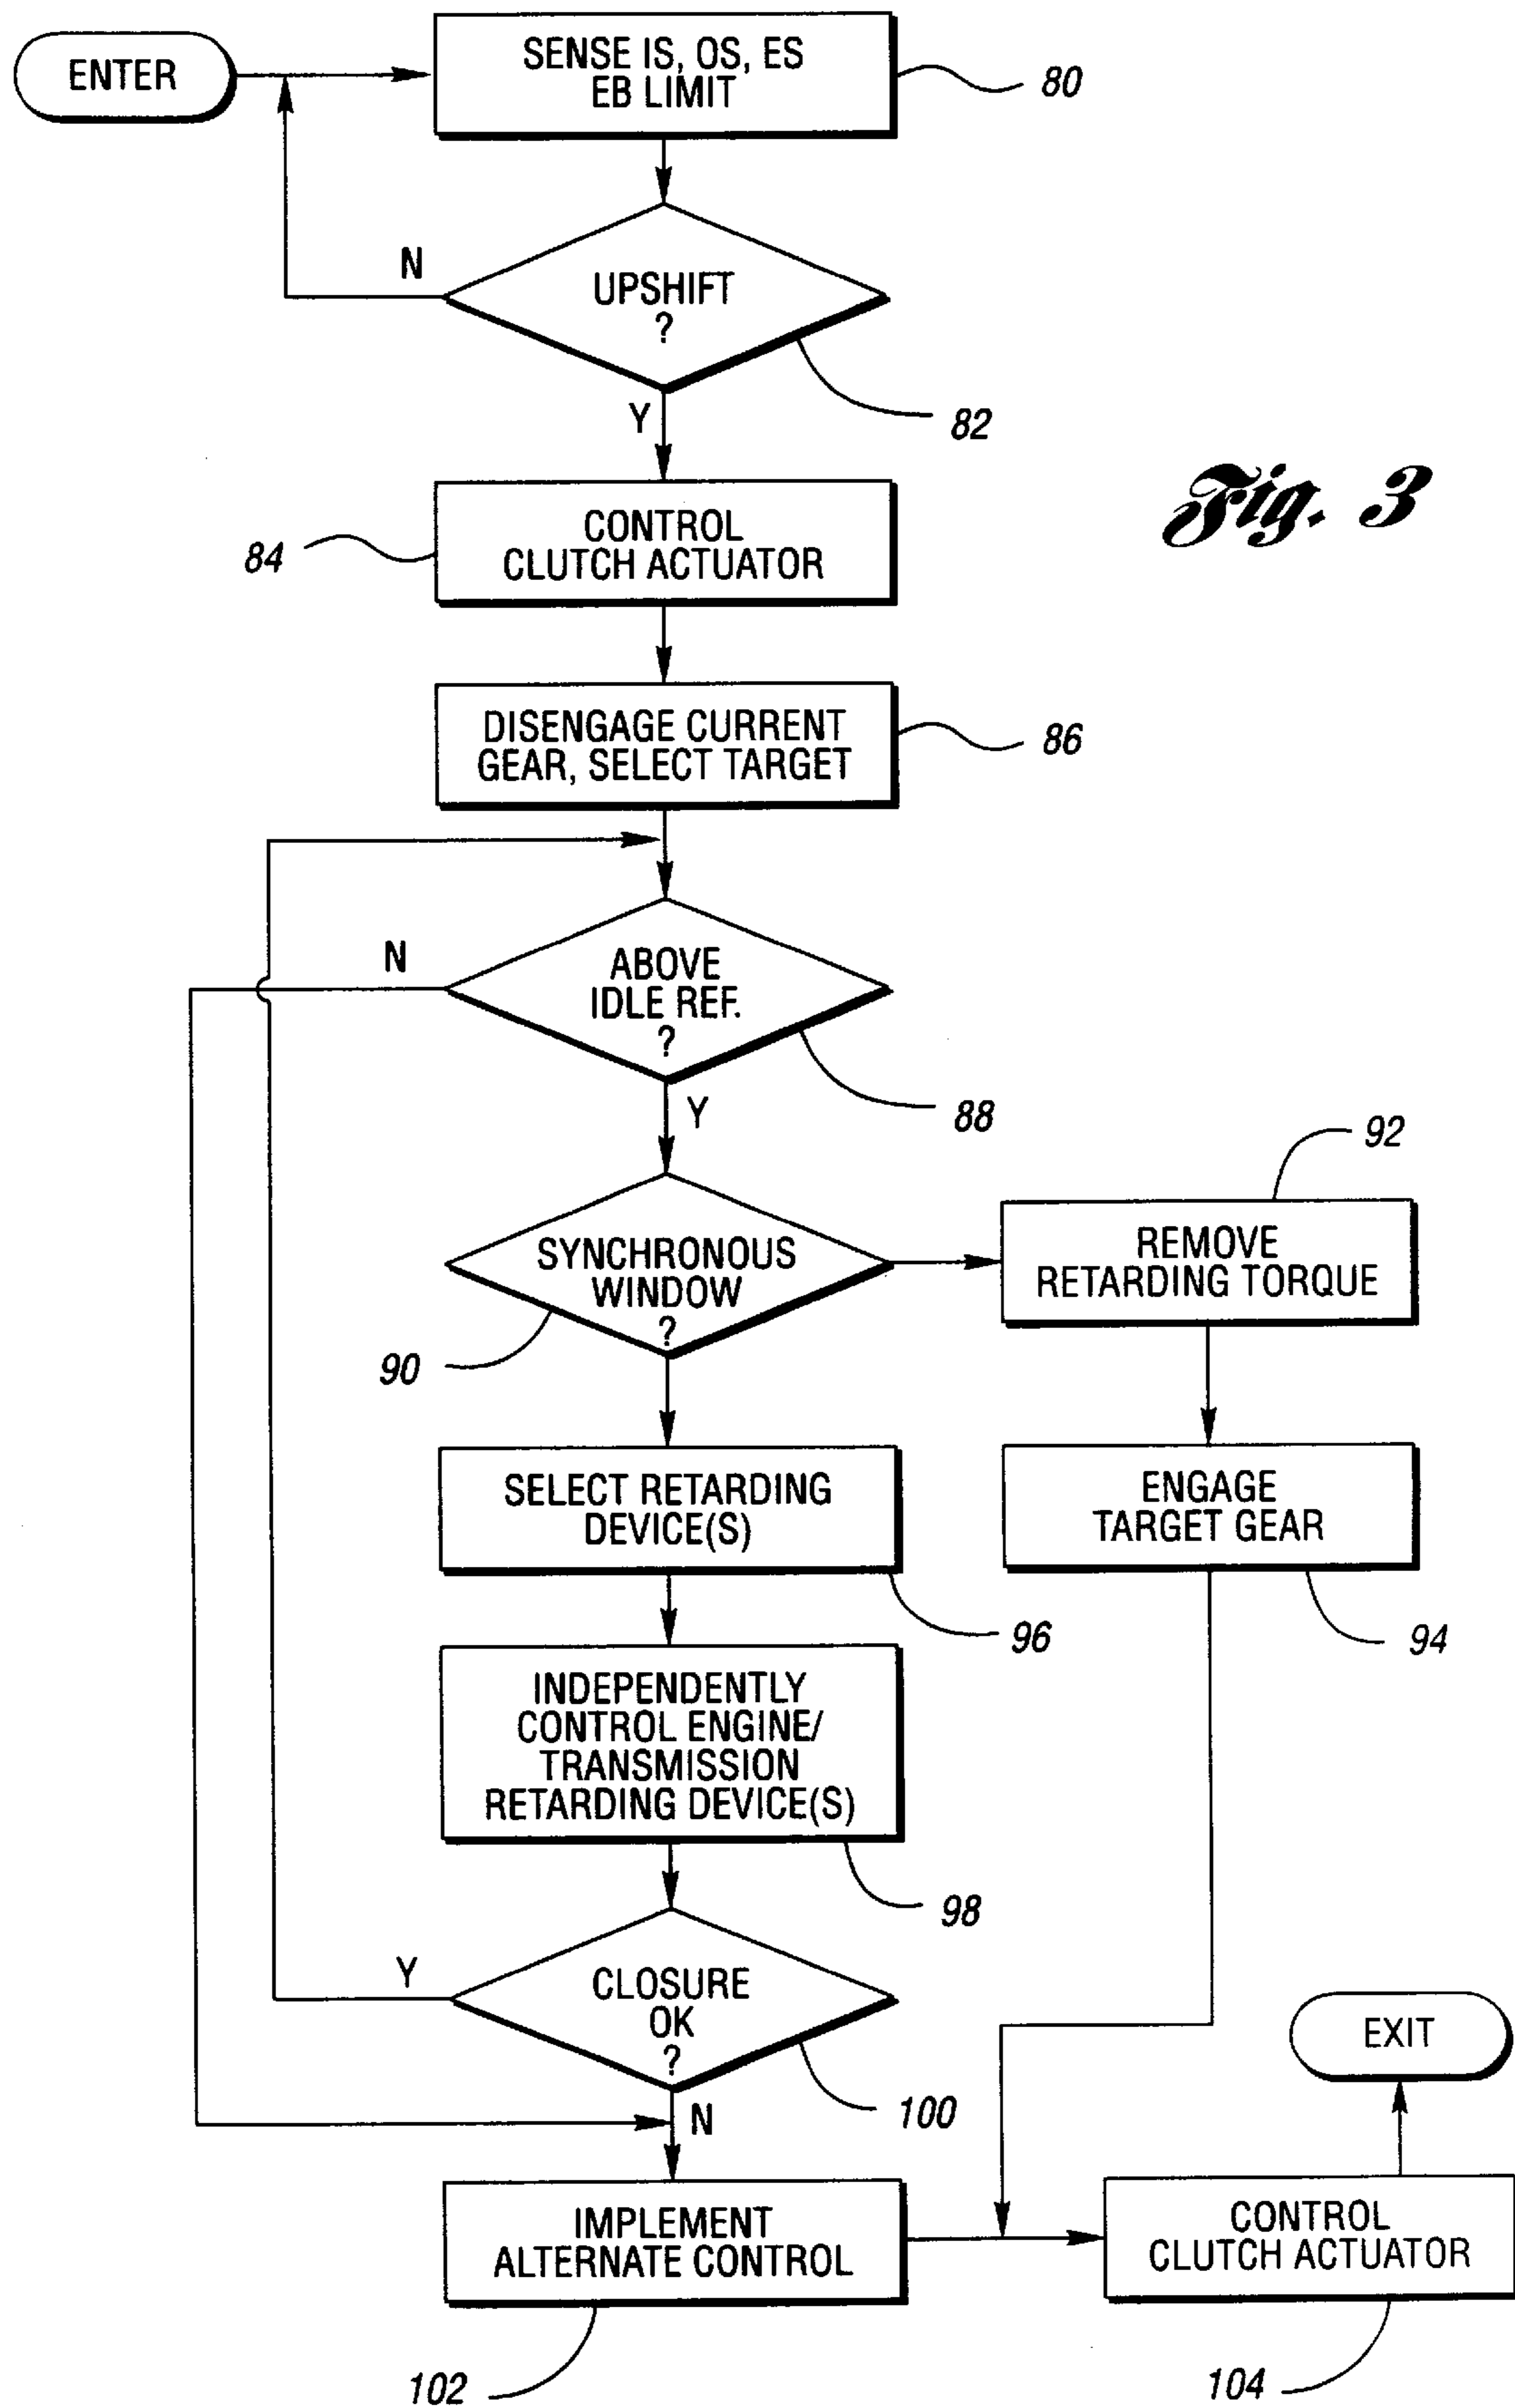 ENTER
SENSE IS, OS, ES
EB LIMIT
80
N
UPSHIFT
?
82
Y
Fig. 3
CONTROL
CLUTCH ACTUATOR
84
DISENGAGE CURRENT
GEAR, SELECT TARGET
86
N
ABOVE
IDLE REF.
?
88
Y
92
SYNCHRONOUS
WINDOW
?
90
REMOVE
RETARDING TORQUE
SELECT RETARDING
DEVICE(S)
96
ENGAGE
TARGET GEAR
94
INDEPENDENTLY
CONTROL ENGINE/
TRANSMISSION
RETARDING DEVICE(S)
98
Y
CLOSURE
OK
?
100
N
EXIT
IMPLEMENT
ALTERNATE CONTROL
102
CONTROL
CLUTCH ACTUATOR
104